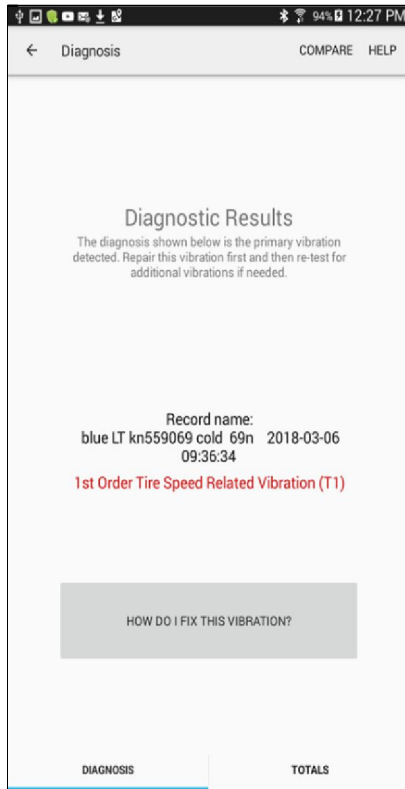 94% 12:27 PM
Diagnosis COMPARE HELP
Diagnostic Results
The diagnosis shown below is the primary vibration
detected. Repair this vibration first and then re-test for
additional vibrations if needed.
Record name:
blue LT kn559069 cold 69n 2018-03-06
09:36:34
1st Order Tire Speed Related Vibration (T1)
HOW DO I FIX THIS VIBRATION?
DIAGNOSIS TOTALS